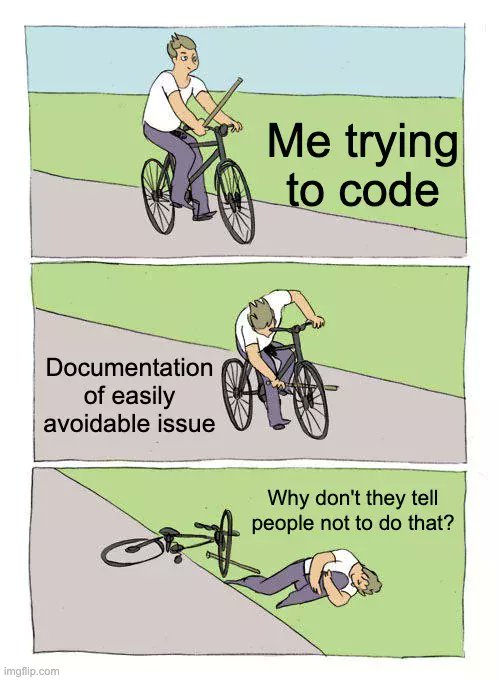 Me trying
to code
Documentation
of easily
avoidable issue
Why don't they tell
people not to do that?
imgflip.com